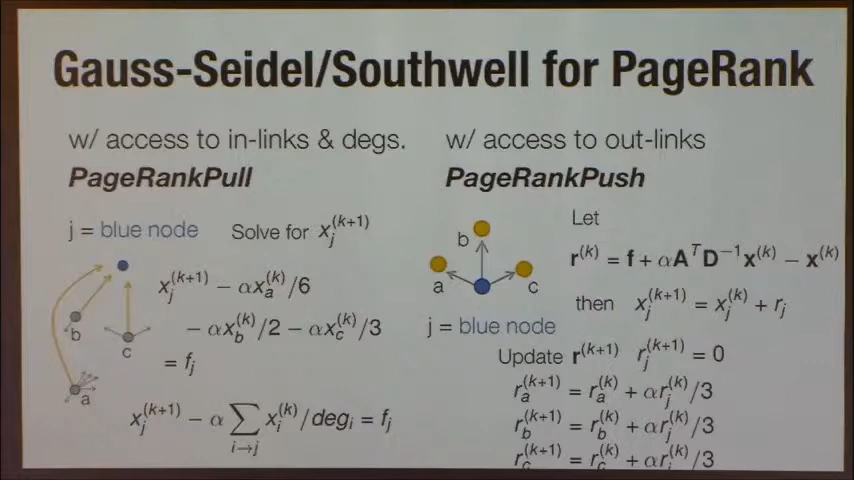 Gauss-Seidel/Southwell for PageRank
w/ access to in-links & degs.
PageRankPull
j = blue node
Solve for x_j^(k+1)
b
c
a
x_j^(k+1) − αx_a^(k)/6
− αx_b^(k)/2 − αx_c^(k)/3
= f_j
x_j^(k+1) − α ∑_{i→j} x_i^(k)/deg_i = f_j
w/ access to out-links
PageRankPush
b
a
c
j = blue node
Let
r^(k) = f + αA^T D^−1 x^(k) − x^(k)
then x_j^(k+1) = x_j^(k) + r_j
Update r^(k+1) r_j^(k+1) = 0
r_a^(k+1) = r_a^(k) + αr_j^(k)/3
r_b^(k+1) = r_b^(k) + αr_j^(k)/3
r_c^(k+1) = r_c^(k) + αr_j^(k)/3